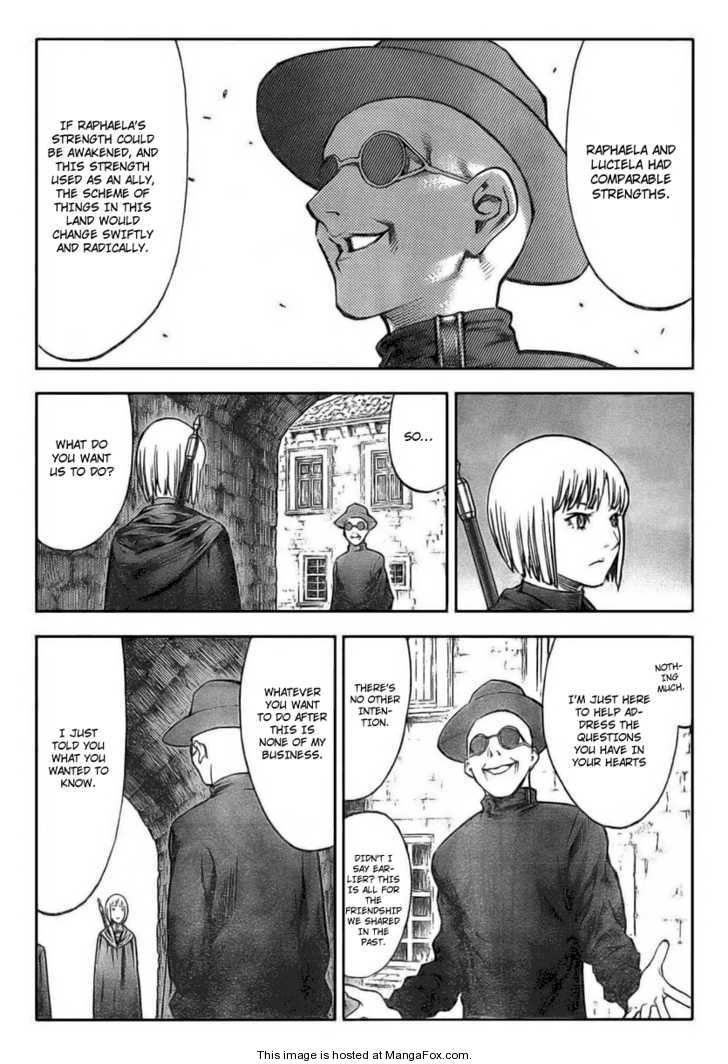 RAPHAELA AND
LUCIELA HAD
COMPARABLE
STRENGTHS.
IF RAPHAELA'S
STRENGTH COULD
BE AWAKENED, AND
THIS STRENGTH
USED AS AN ALLY,
THE SCHEME OF
THINGS IN THIS
LAND WOULD
CHANGE SWIFTLY
AND RADICALLY.
SO...
WHAT DO
YOU WANT
US TO DO?
NOTH-
ING
MUCH.
I'M JUST HERE
TO HELP AD-
DRESS THE
QUESTIONS
YOU HAVE IN
YOUR HEARTS
THERE'S
NO OTHER
INTEN-
TION.
DIDN'T I
SAY EAR-
LIER? THIS
IS ALL FOR
THE
FRIENDSHIP
WE SHARED
IN THE
PAST.
WHATEVER
YOU WANT
TO DO AFTER
THIS IS
NONE OF MY
BUSINESS.
I JUST
TOLD YOU
WHAT YOU
WANTED TO
KNOW.
This image is hosted at MangaFox.com.